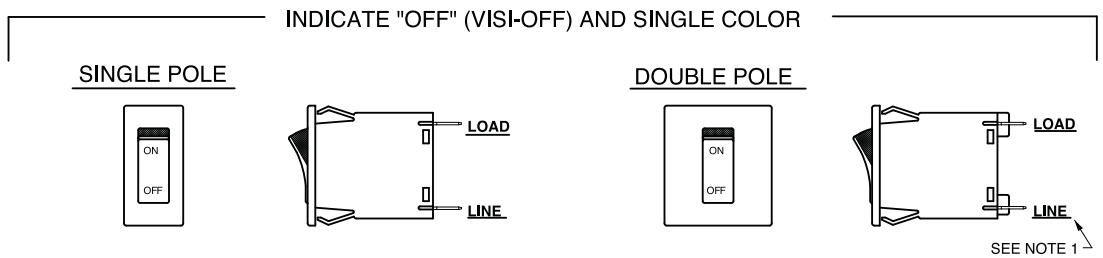 INDICATE "OFF" (VISI-OFF) AND SINGLE COLOR
SINGLE POLE
ON
OFF
LOAD
LINE
DOUBLE POLE
ON
OFF
LOAD
LINE
SEE NOTE 1